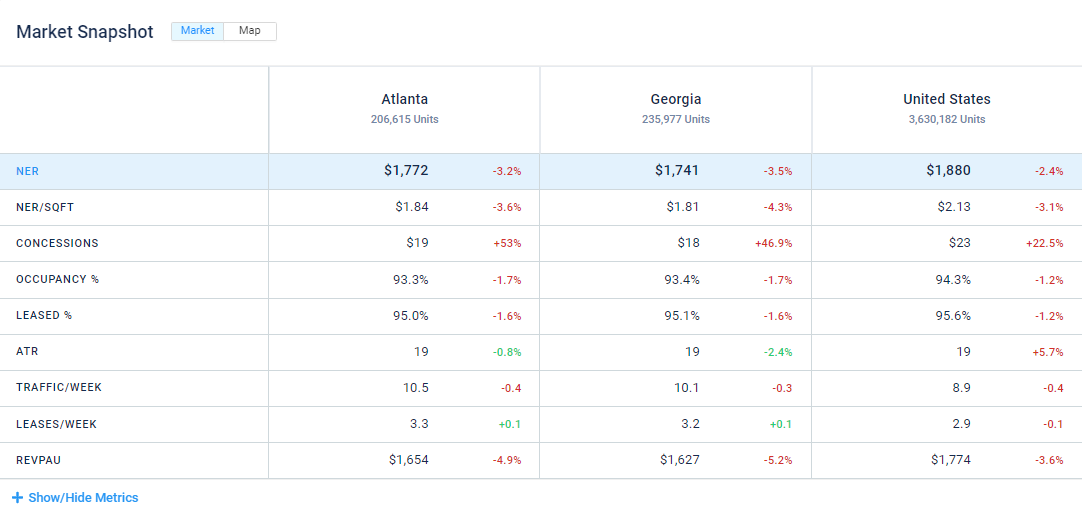 Market Snapshot Market Map
Atlanta Georgia United States
206,615 Units 235,977 Units 3,630,182 Units
NER $1,772 -3.2% $1,741 -3.5% $1,880 -2.4%
NER/SQFT $1.84 -3.6% $1.81 -4.3% $2.13 -3.1%
CONCESSIONS $19 +53% $18 +46.9% $23 +22.5%
OCCUPANCY % 93.3% -1.7% 93.4% -1.7% 94.3% -1.2%
LEASED % 95.0% -1.6% 95.1% -1.6% 95.6% -1.2%
ATR 19 -0.8% 19 -2.4% 19 +5.7%
TRAFFIC/WEEK 10.5 -0.4 10.1 -0.3 8.9 -0.4
LEASES/WEEK 3.3 +0.1 3.2 +0.1 2.9 -0.1
REVPAU $1,654 -4.9% $1,627 -5.2% $1,774 -3.6%
+ Show/Hide Metrics